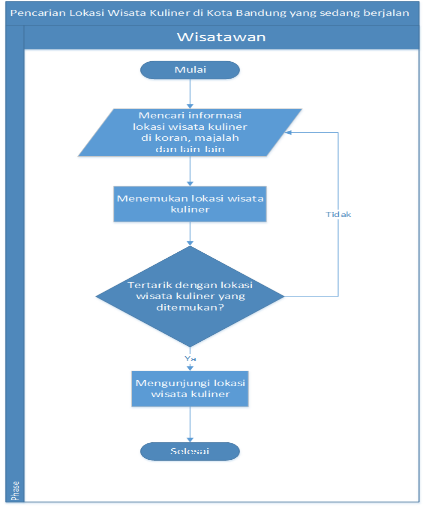 Pencarian Lokasi Wisata Kuliner di Kota Bandung yang sedang berjalan
Wisatawan
Mulai
Mencari informasi
lokasi wisata kuliner
di koran, majalah
dan lain lain
Menemukan lokasi wisata
kuliner
Tidak
Tertarik dengan lokasi
wisata kuliner yang
ditemukan?
Ya
Mengunjungi lokasi
wisata kuliner
Selesai
Phase